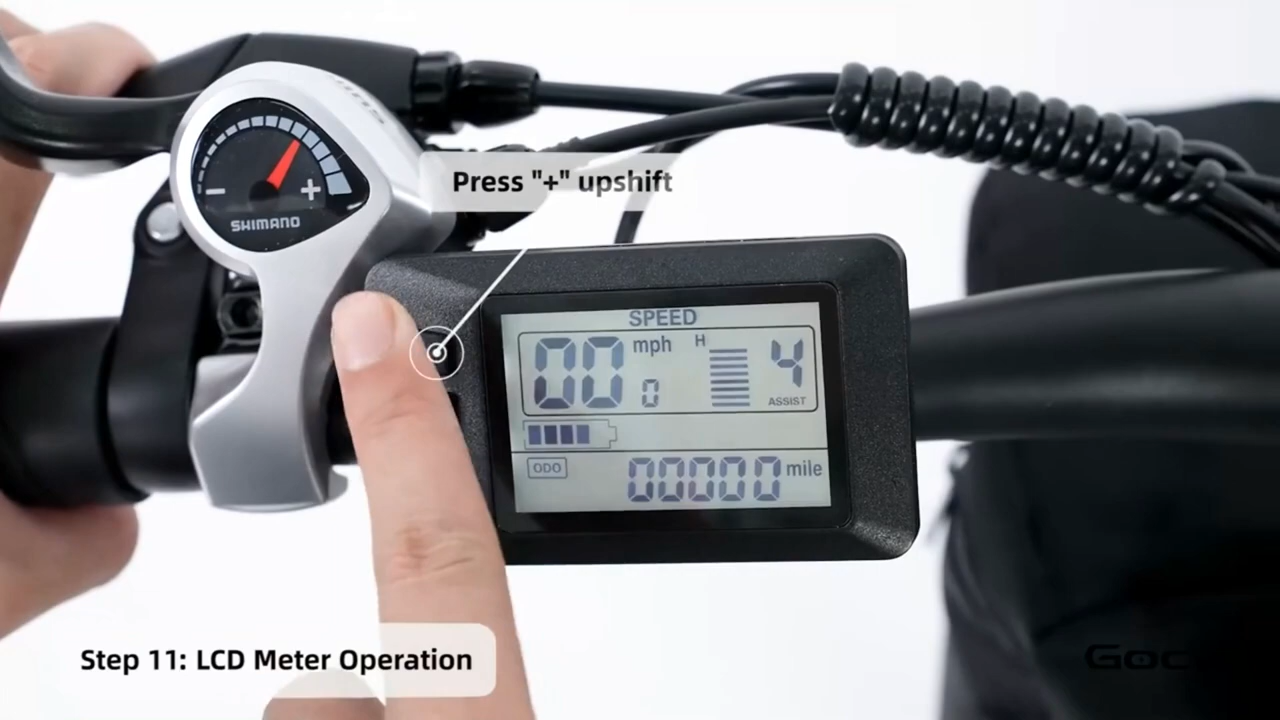 SHIMANO
Press "+" upshift
SPEED
00 mph 0 H 4
ASSIST
ODO 00000 mile
Step 11: LCD Meter Operation